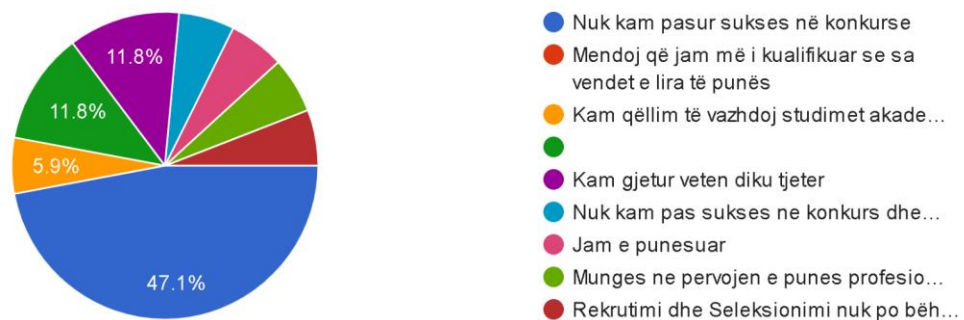 11.8%
11.8%
5.9%
47.1%
Nuk kam pasur sukses në konkurse
Mendoj që jam më i kualifikuar se sa
vendet e lira të punës
Kam qëllim të vazhdoj studimet akade…
Kam gjetur veten diku tjeter
Nuk kam pas sukses ne konkurs dhe…
Jam e punesuar
Munges ne pervojen e punes profesio…
Rekrutimi dhe Seleksionimi nuk po bëh…